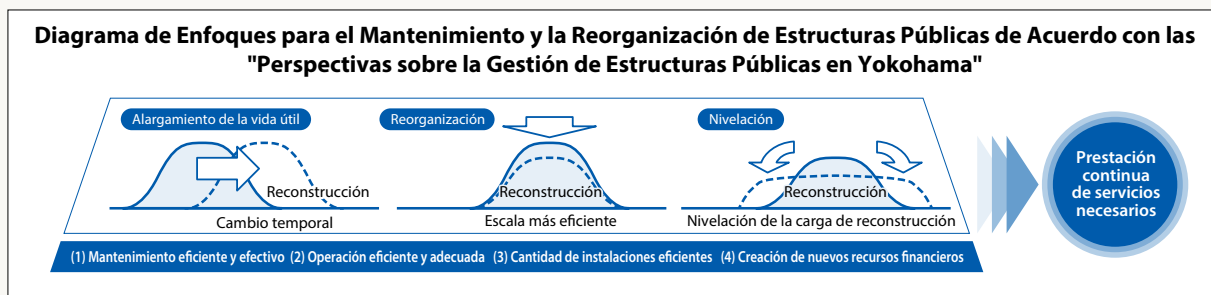 Diagrama de Enfoques para el Mantenimiento y la Reorganización de Estructuras Públicas de Acuerdo con las
"Perspectivas sobre la Gestión de Estructuras Públicas en Yokohama"
Alargamiento de la vida útil
Reconstrucción
Cambio temporal
Reorganización
Reconstrucción
Escala más eficiente
Nivelación
Reconstrucción
Nivelación de la carga de reconstrucción
(1) Mantenimiento eficiente y efectivo (2) Operación eficiente y adecuada (3) Cantidad de instalaciones eficientes (4) Creación de nuevos recursos financieros
Prestación
continua
de servicios
necesarios